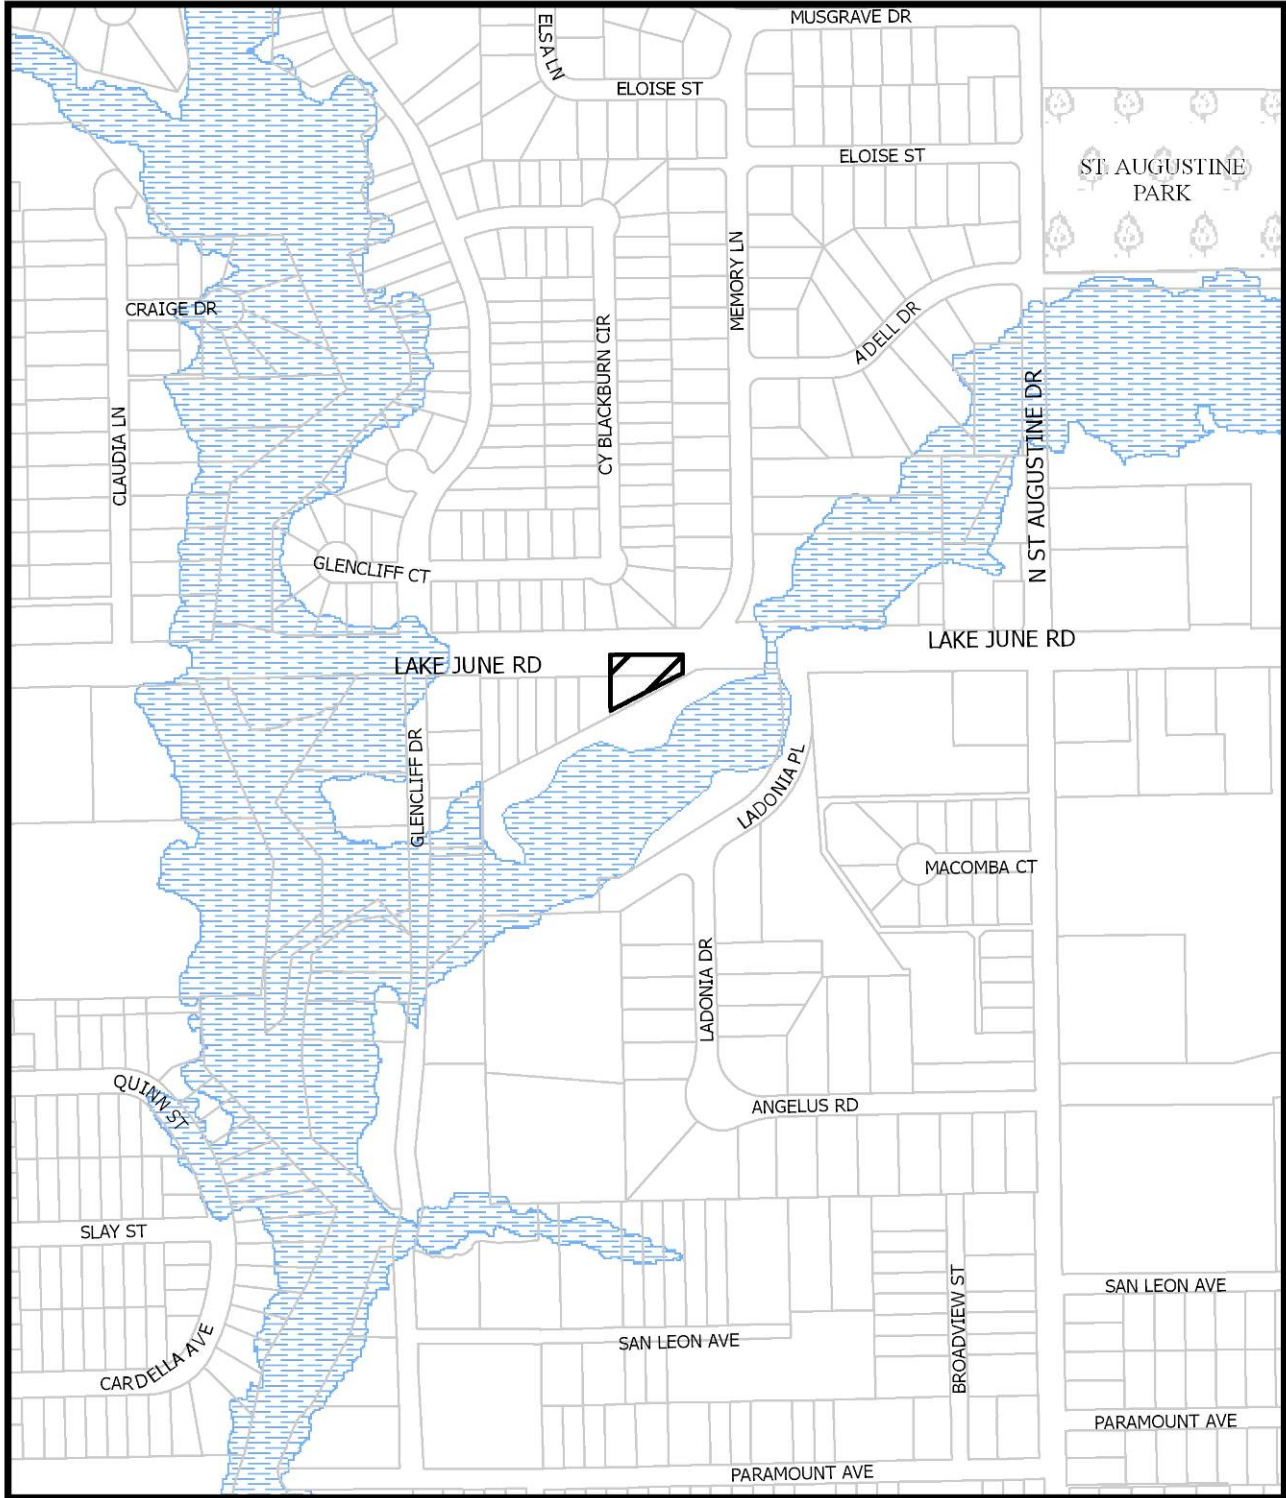 MUSGRAVE DR
ELSA LN
ELOISE ST
ELOISE ST
ST. AUGUSTINE
PARK
MEMORY LN
CRAIGE DR
ADELL DR
CY BLACKBURN CIR
N ST AUGUSTINE DR
CLAUDIA LN
GLENCLIFF CT
LAKE JUNE RD
LAKE JUNE RD
GLENCLIFF DR
LADONIA PL
MACOMBA CT
LADONIA DR
QUINN ST
ANGELUS RD
SLAY ST
SAN LEON AVE
BROADVIEW ST
SAN LEON AVE
CARDELLA AVE
PARAMOUNT AVE
PARAMOUNT AVE